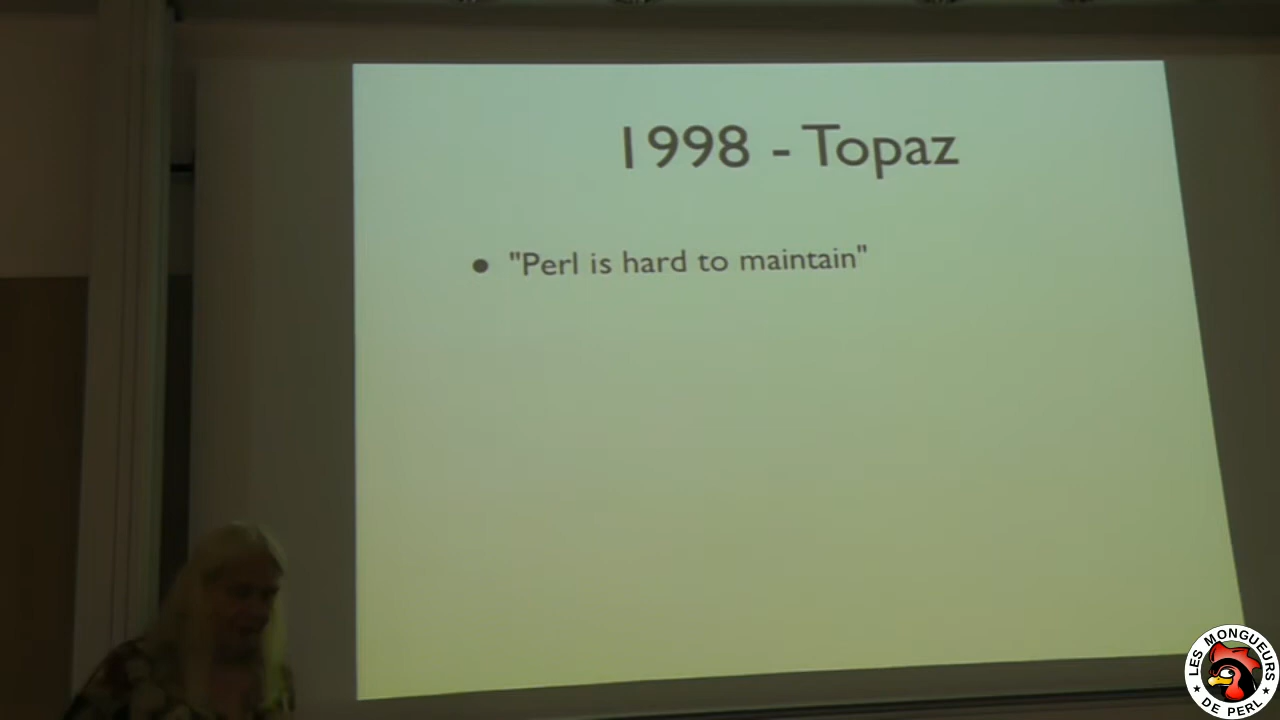 1998 - Topaz
• "Perl is hard to maintain"
LES MONGUEURS
★ DE PERL ★